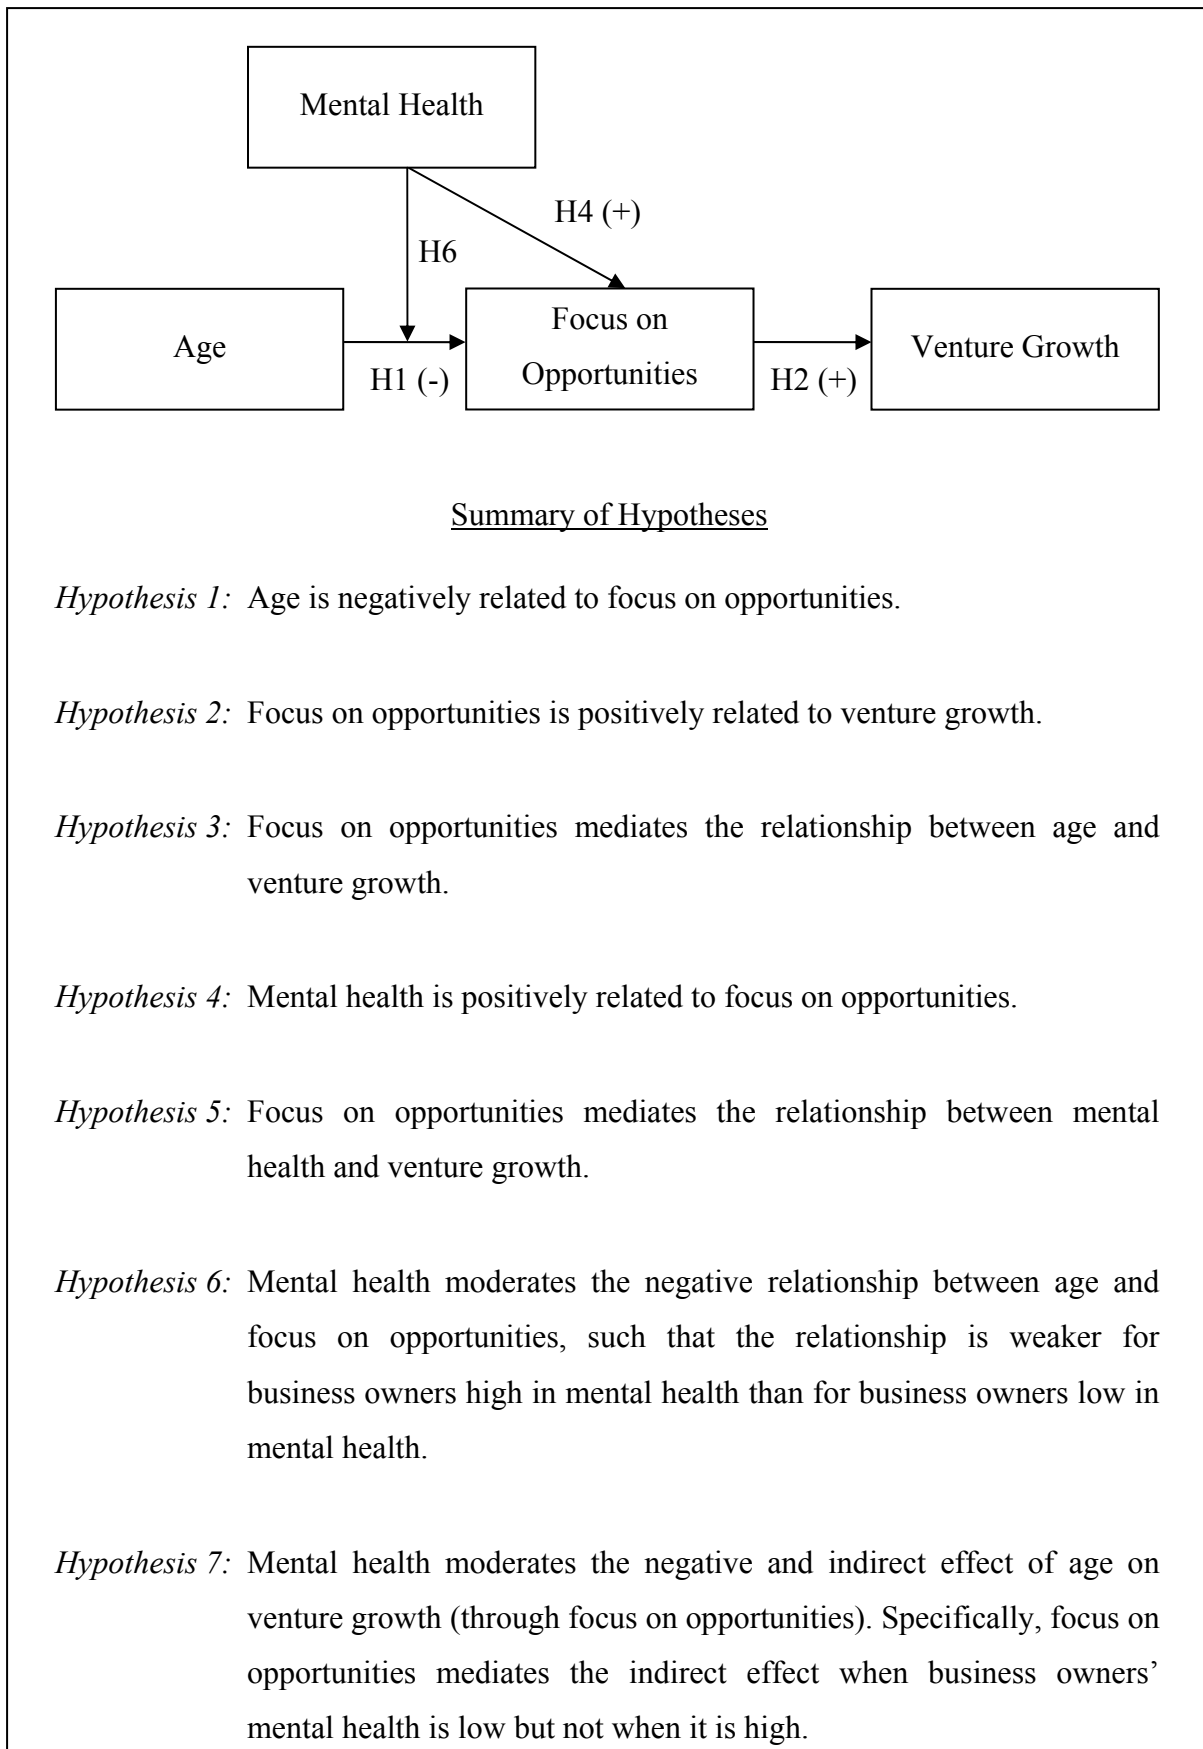 Mental Health
H4 (+)
H6
Age
Focus on
Opportunities
Venture Growth
H1 (-)
H2 (+)
Summary of Hypotheses
Hypothesis 1: Age is negatively related to focus on opportunities.
Hypothesis 2: Focus on opportunities is positively related to venture growth.
Hypothesis 3: Focus on opportunities mediates the relationship between age and
venture growth.
Hypothesis 4: Mental health is positively related to focus on opportunities.
Hypothesis 5: Focus on opportunities mediates the relationship between mental
health and venture growth.
Hypothesis 6: Mental health moderates the negative relationship between age and
focus on opportunities, such that the relationship is weaker for
business owners high in mental health than for business owners low in
mental health.
Hypothesis 7: Mental health moderates the negative and indirect effect of age on
venture growth (through focus on opportunities). Specifically, focus on
opportunities mediates the indirect effect when business owners’
mental health is low but not when it is high.